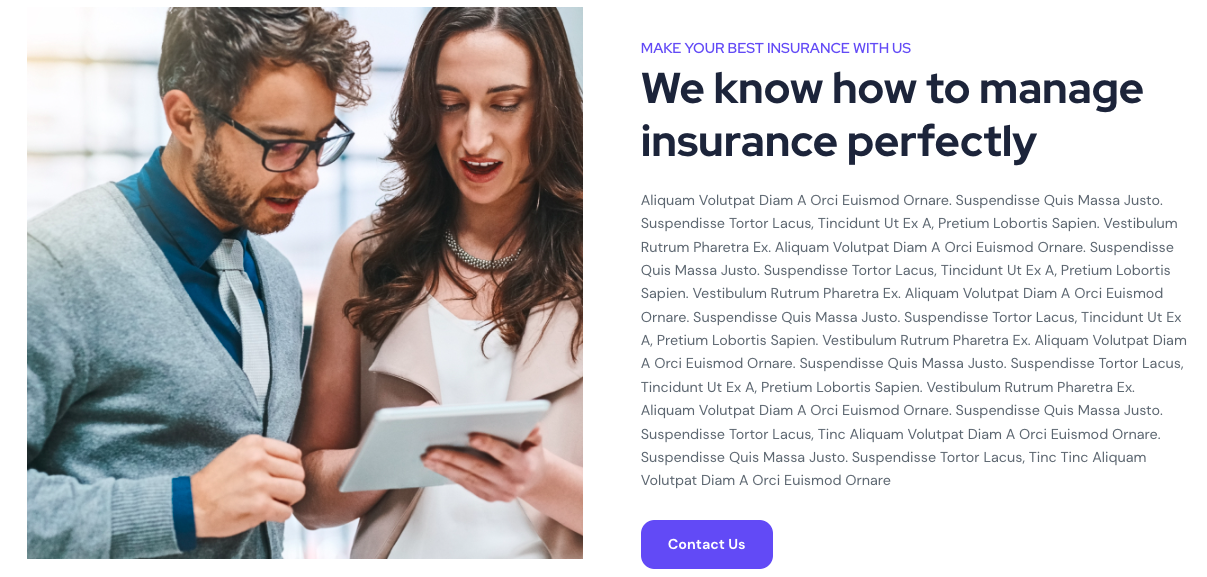 MAKE YOUR BEST INSURANCE WITH US
We know how to manage
insurance perfectly
Aliquam Volutpat Diam A Orci Euismod Ornare. Suspendisse Quis Massa Justo.
Suspendisse Tortor Lacus, Tincidunt Ut Ex A, Pretium Lobortis Sapien. Vestibulum
Rutrum Pharetra Ex. Aliquam Volutpat Diam A Orci Euismod Ornare. Suspendisse
Quis Massa Justo. Suspendisse Tortor Lacus, Tincidunt Ut Ex A, Pretium Lobortis
Sapien. Vestibulum Rutrum Pharetra Ex. Aliquam Volutpat Diam A Orci Euismod
Ornare. Suspendisse Quis Massa Justo. Suspendisse Tortor Lacus, Tincidunt Ut Ex
A, Pretium Lobortis Sapien. Vestibulum Rutrum Pharetra Ex. Aliquam Volutpat Diam
A Orci Euismod Ornare. Suspendisse Quis Massa Justo. Suspendisse Tortor Lacus,
Tincidunt Ut Ex A, Pretium Lobortis Sapien. Vestibulum Rutrum Pharetra Ex.
Aliquam Volutpat Diam A Orci Euismod Ornare. Suspendisse Quis Massa Justo.
Suspendisse Tortor Lacus, Tinc Aliquam Volutpat Diam A Orci Euismod Ornare.
Suspendisse Quis Massa Justo. Suspendisse Tortor Lacus, Tinc Tinc Aliquam
Volutpat Diam A Orci Euismod Ornare
Contact Us